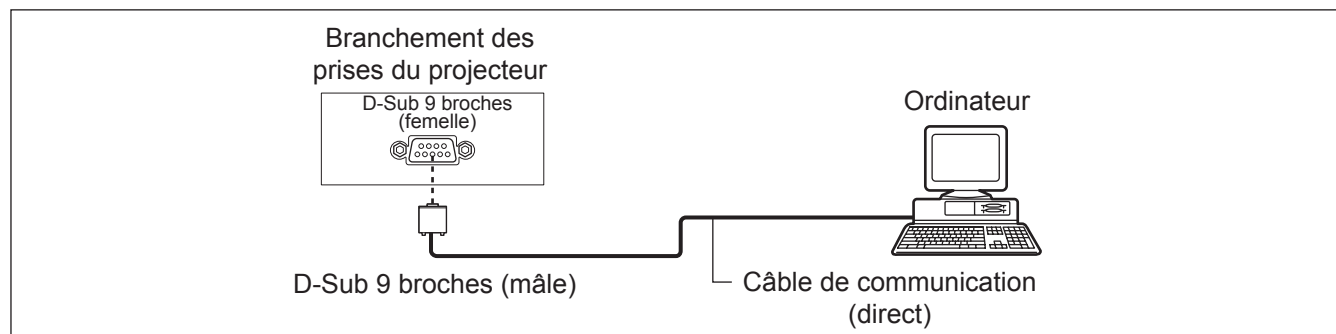 Branchement des
prises du projecteur
D-Sub 9 broches
(femelle)
Ordinateur
D-Sub 9 broches (mâle)
Câble de communication
(direct)